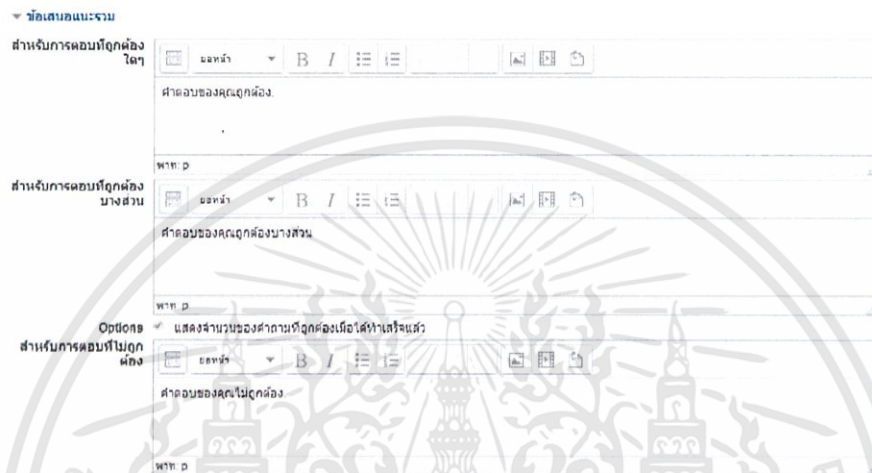 ข้อเสนอแนะรวม
สำหรับการตอบที่ถูกต้อง
ใดๆ
ย่อหน้า
B I
คำตอบของคุณถูกต้อง.
พาท: p
สำหรับการตอบที่ถูกต้อง
บางส่วน
ย่อหน้า
B I
คำตอบของคุณถูกต้องบางส่วน
พาท: p
Options แสดงจำนวนของคำถามที่ถูกต้องเมื่อได้ทำเสร็จแล้ว
สำหรับการตอบที่ไม่ถูก
ต้อง
ย่อหน้า
B I
คำตอบของคุณไม่ถูกต้อง
พาท: p